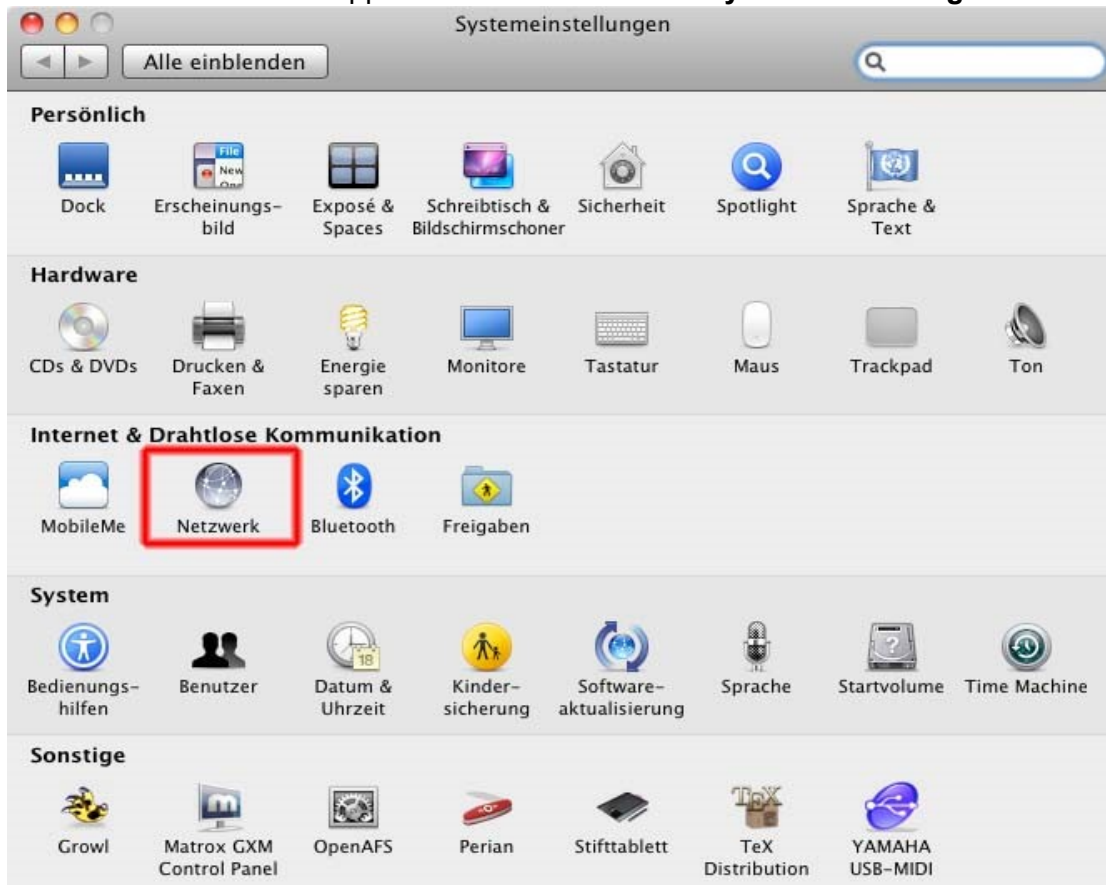 Systemeinstellungen
Alle einblenden
Persönlich
Dock
Erscheinungs-
bild
Exposé &
Spaces
Schreibtisch &
Bildschirmschoner
Sicherheit
Spotlight
Sprache &
Text
Hardware
CDs & DVDs
Drucken &
Faxen
Energie
sparen
Monitore
Tastatur
Maus
Trackpad
Ton
Internet & Drahtlose Kommunikation
MobileMe
Netzwerk
Bluetooth
Freigaben
System
Bedienungs-
hilfen
Benutzer
Datum &
Uhrzeit
Kinder-
sicherung
Software-
aktualisierung
Sprache
Startvolume
Time Machine
Sonstige
Growl
Matrox GXM
Control Panel
OpenAFS
Perian
Stifttablett
TeX
Distribution
YAMAHA
USB-MIDI